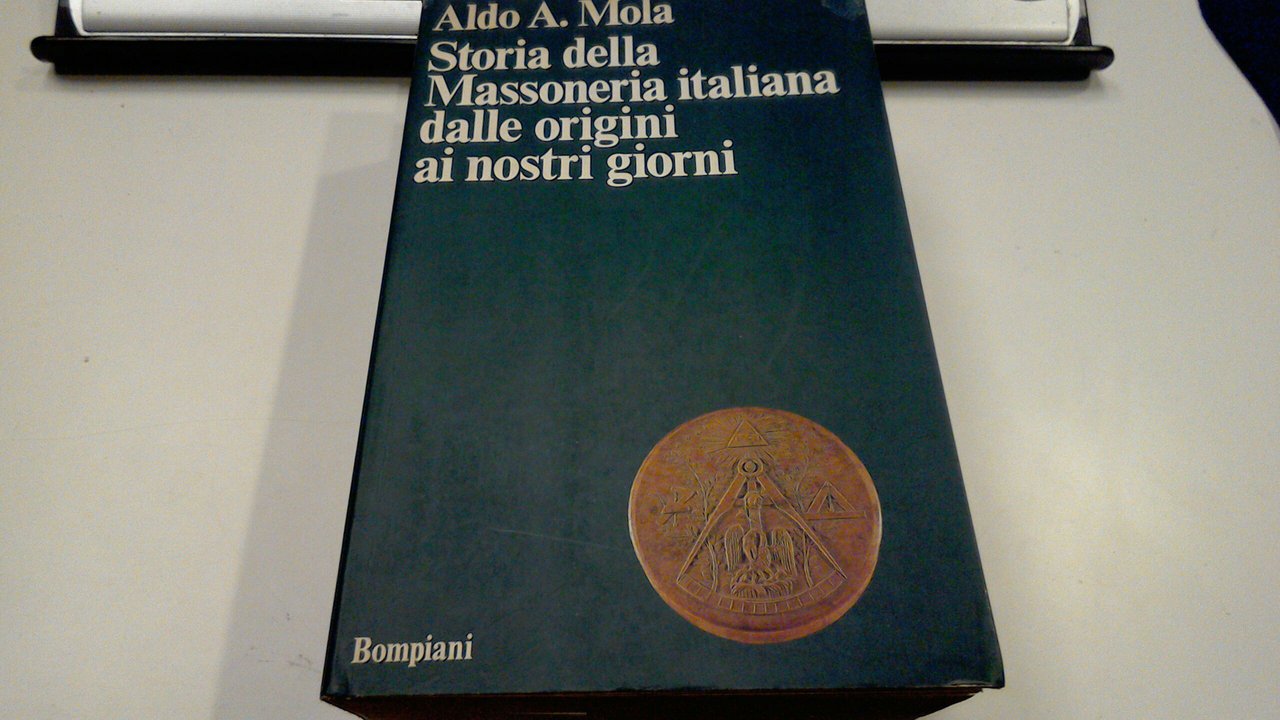 Aldo A. Mola
Storia della
Massoneria italiana
dalle origini
ai nostri giorni
Bompiani